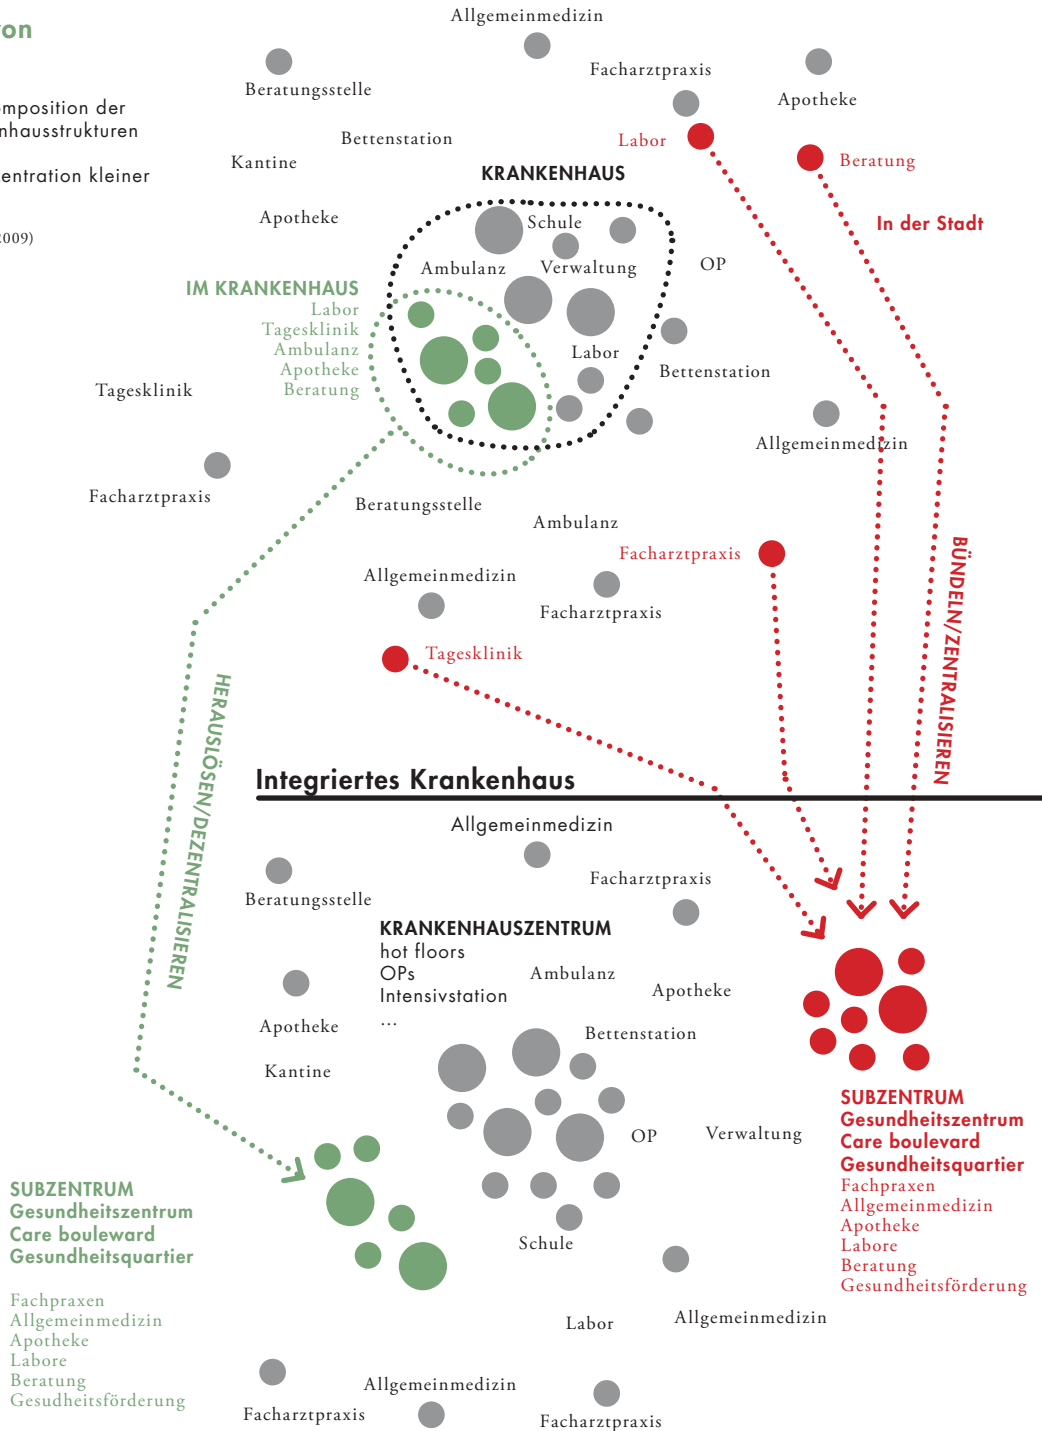 Allgemeinmedizin
Facharztpraxis
Beratungsstelle
Apotheke
mposition der
nhausstrukturen
Bettenstation
Labor
Kantine
Beratung
entration kleiner
KRANKENHAUS
Apotheke
Schule
In der Stadt
2009)
Ambulanz
Verwaltung
OP
IM KRANKENHAUS
Labor
Tagesklinik
Ambulanz
Apotheke
Beratung
Labor
Bettenstation
Tagesklinik
Allgemeinmedizin
Facharztpraxis
Beratungsstelle
Ambulanz
Facharztpraxis
Allgemeinmedizin
Facharztpraxis
Tagesklinik
BÜNDELN/ZENTRALISIEREN
HERAUSLÖSEN/DEZENTRALISIEREN
Integriertes Krankenhaus
Allgemeinmedizin
Facharztpraxis
Beratungsstelle
KRANKENHAUSZENTRUM
hot floors
OPs
Intensivstation
...
Ambulanz
Apotheke
Apotheke
Bettenstation
Kantine
OP
Verwaltung
SUBZENTRUM
Gesundheitszentrum
Care boulevard
Gesundheitsquartier
Fachpraxen
Allgemeinmedizin
Apotheke
Labore
Beratung
Gesundheitsförderung
SUBZENTRUM
Gesundheitszentrum
Care bouleward
Gesundheitsquartier
Fachpraxen
Allgemeinmedizin
Apotheke
Labore
Beratung
Gesudheitsförderung
Schule
Labor
Allgemeinmedizin
Allgemeinmedizin
Facharztpraxis
Facharztpraxis